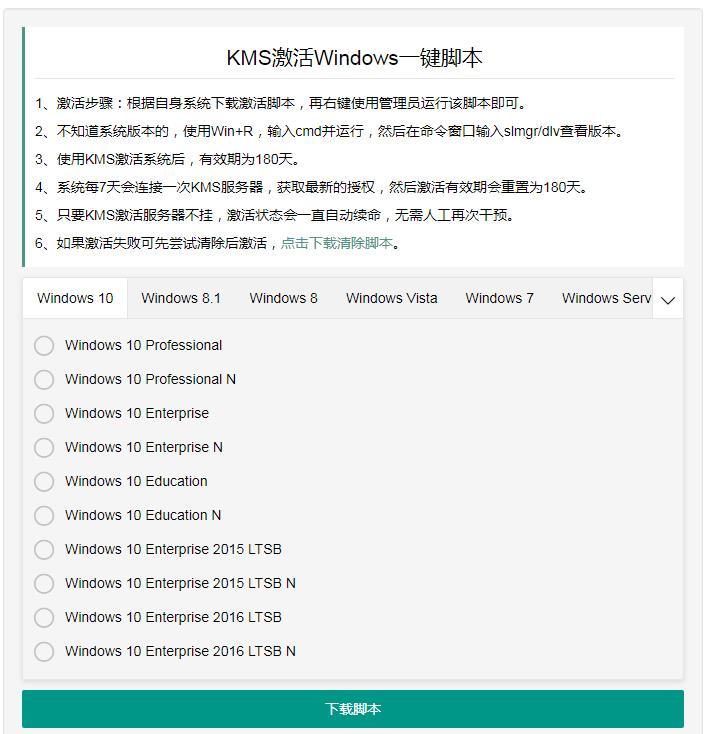 KMS激活Windows一键脚本
1、激活步骤：根据自身系统下载激活脚本，再右键使用管理员运行该脚本即可。
2、不知道系统版本的，使用Win+R，输入cmd并运行，然后在命令窗口输入slmgr/dlv查看版本。
3、使用KMS激活系统后，有效期为180天。
4、系统每7天会连接一次KMS服务器，获取最新的授权，然后激活有效期会重置为180天。
5、只要KMS激活服务器不挂，激活状态会一直自动续命，无需人工再次干预。
6、如果激活失败可先尝试清除后激活，点击下载清除脚本。
Windows 10 Windows 8.1 Windows 8 Windows Vista Windows 7 Windows Serv
Windows 10 Professional
Windows 10 Professional N
Windows 10 Enterprise
Windows 10 Enterprise N
Windows 10 Education
Windows 10 Education N
Windows 10 Enterprise 2015 LTSB
Windows 10 Enterprise 2015 LTSB N
Windows 10 Enterprise 2016 LTSB
Windows 10 Enterprise 2016 LTSB N
下载脚本